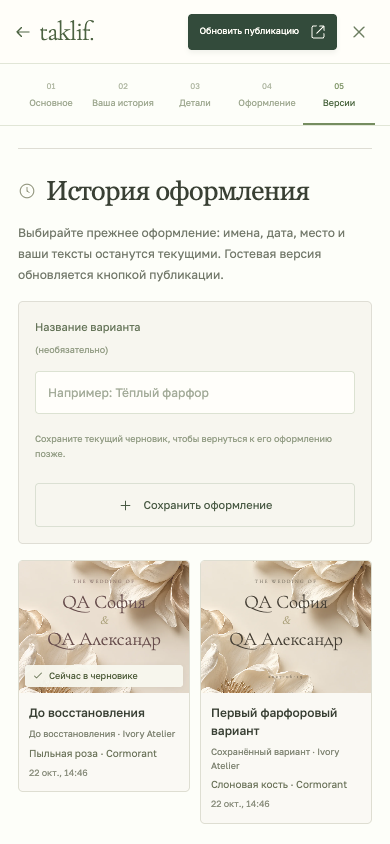 taklif.
Обновить публикацию
01
Основное
02
Ваша история
03
Детали
04
Оформление
05
Версии
История оформления
Выбирайте прежнее оформление: имена, дата, место и
ваши тексты останутся текущими. Гостевая версия
обновляется кнопкой публикации.
Название варианта
(необязательно)
Например: Тёплый фарфор
Сохраните текущий черновик, чтобы вернуться к его оформлению
позже.
Сохранить оформление
THE WEDDING OF
QA София
&
QA Александр
Сейчас в черновике
До восстановления
До восстановления · Ivory Atelier
Пыльная роза · Cormorant
22 окт., 14:46
THE WEDDING OF
QA София
&
QA Александр
Первый фарфоровый
вариант
Сохранённый вариант · Ivory
Atelier
Слоновая кость · Cormorant
22 окт., 14:46